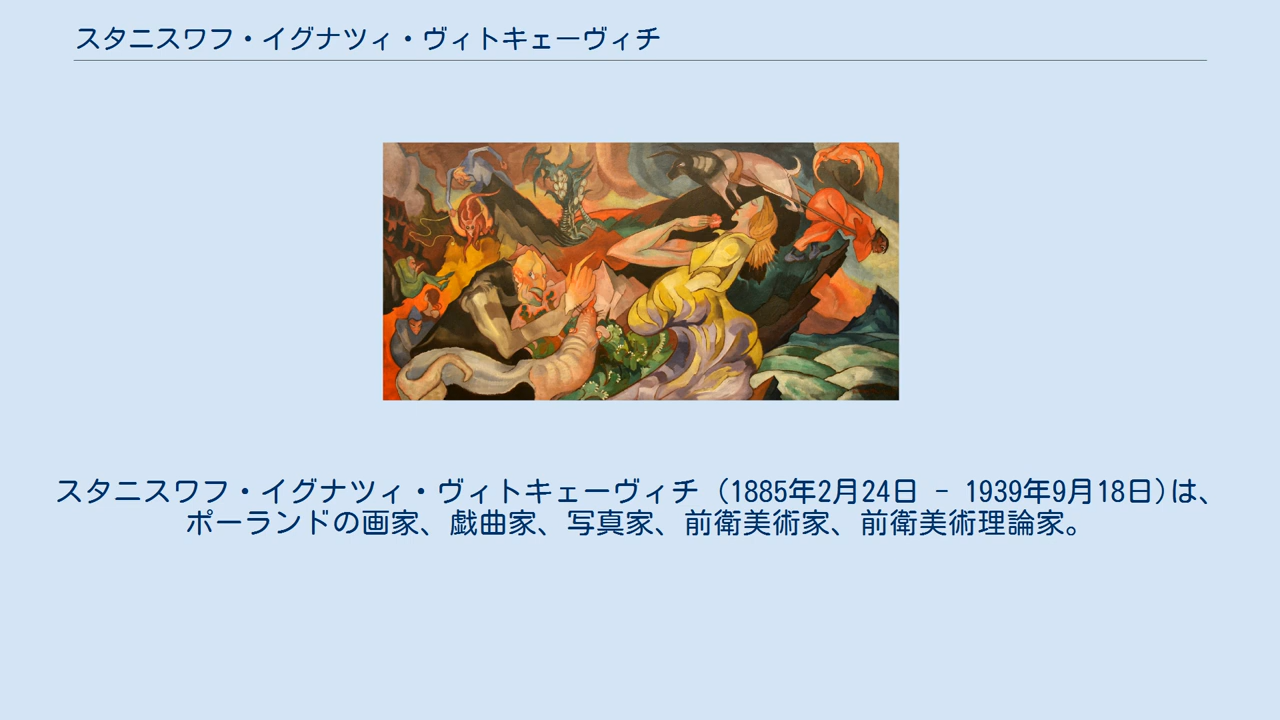 スタニスワフ・イグナツィ・ヴィトキェーヴィチ
スタニスワフ・イグナツィ・ヴィトキェーヴィチ (1885年2月24日 - 1939年9月18日)は、
ポーランドの画家、戯曲家、写真家、前衛美術家、前衛美術理論家。